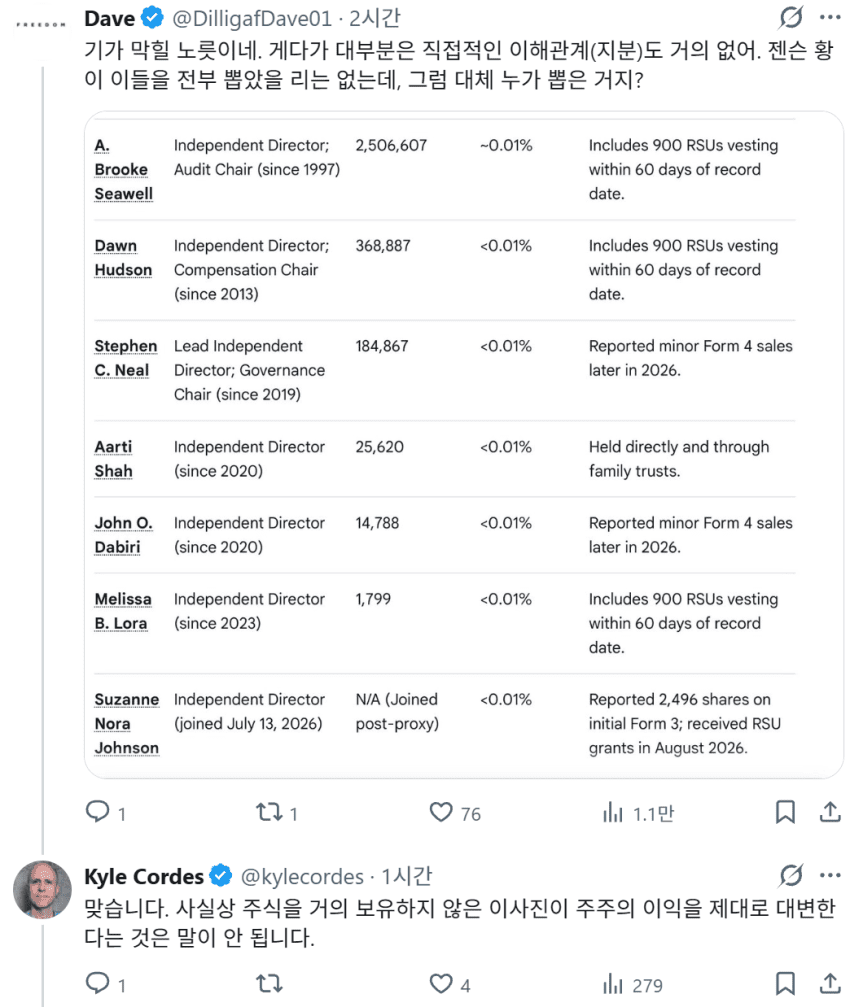 FREEDOM
Dave @DilligafDave01 · 2시간
기가 막힐 노릇이네. 게다가 대부분은 직접적인 이해관계(지분)도 거의 없어. 젠슨 황
이 이들을 전부 뽑았을 리는 없는데, 그럼 대체 누가 뽑은 거지?
A. Independent Director; 2,506,607 ~0.01% Includes 900 RSUs vesting
Brooke Audit Chair (since 1997) within 60 days of record
Seawell date.
Dawn Independent Director; 368,887 <0.01% Includes 900 RSUs vesting
Hudson Compensation Chair within 60 days of record
(since 2013) date.
Stephen Lead Independent 184,867 <0.01% Reported minor Form 4 sales
C. Neal Director; Governance later in 2026.
Chair (since 2019)
Aarti Independent Director 25,620 <0.01% Held directly and through
Shah (since 2020) family trusts.
John O. Independent Director 14,788 <0.01% Reported minor Form 4 sales
Dabiri (since 2020) later in 2026.
Melissa Independent Director 1,799 <0.01% Includes 900 RSUs vesting
B. Lora (since 2023) within 60 days of record
date.
Suzanne Independent Director N/A (Joined <0.01% Reported 2,496 shares on
Nora (joined July 13, 2026) post-proxy) initial Form 3; received RSU
Johnson grants in August 2026.
1 1 76 1.1만
Kyle Cordes @kylecordes · 1시간
맞습니다. 사실상 주식을 거의 보유하지 않은 이사진이 주주의 이익을 제대로 대변한
다는 것은 말이 안 됩니다.
1 4 279